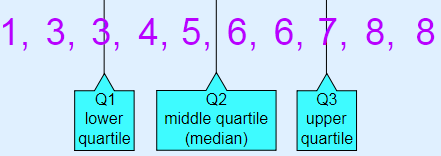 1, 3, 3, 4, 5, 6, 6, 7, 8, 8
Q1
lower
quartile
Q2
middle quartile
(median)
Q3
upper
quartile